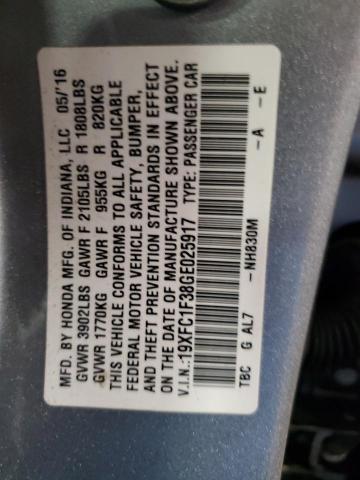 MFD. BY HONDA MFG. OF INDIANA, LLC 05/'16
GVWR 3902LBS GAWR F 2105LBS R 1808LBS
GVWR 1770KG GAWR F 955KG R 820KG
THIS VEHICLE CONFORMS TO ALL APPLICABLE
FEDERAL MOTOR VEHICLE SAFETY, BUMPER,
AND THEFT PREVENTION STANDARDS IN EFFECT
ON THE DATE OF MANUFACTURE SHOWN ABOVE.
V.I.N.:19XFC1F38GE025917 TYPE: PASSENGER CAR
TBC G AL7 -NH830M -A -E